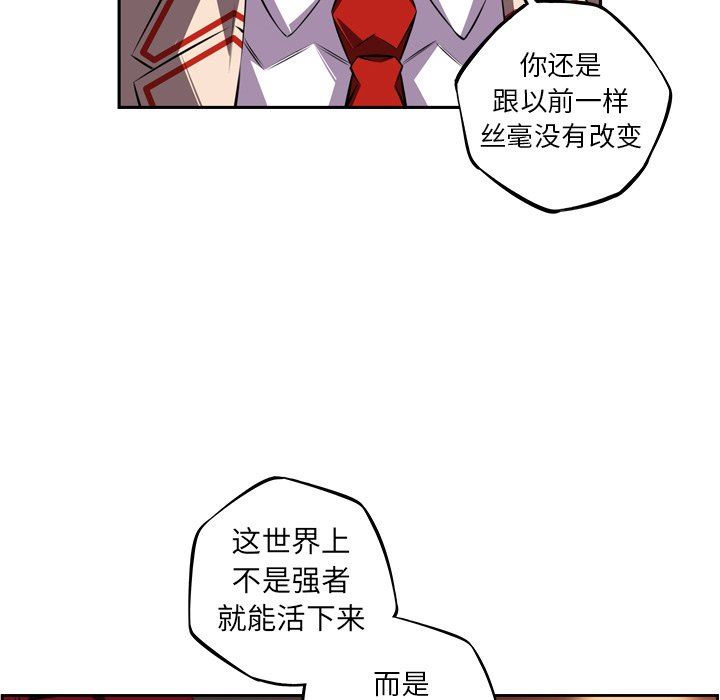 你还是
跟以前一样
丝毫没有改变
这世界上
不是强者
就能活下来
而是